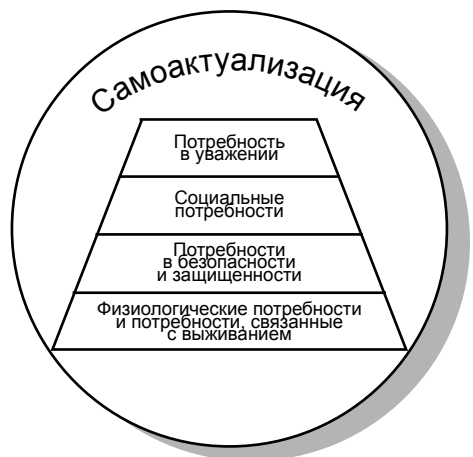 Самоактуализация
Потребность
в уважении
Социальные
потребности
Потребности
в безопасности
и защищенности
Физиологические потребности
и потребности, связанные
с выживанием